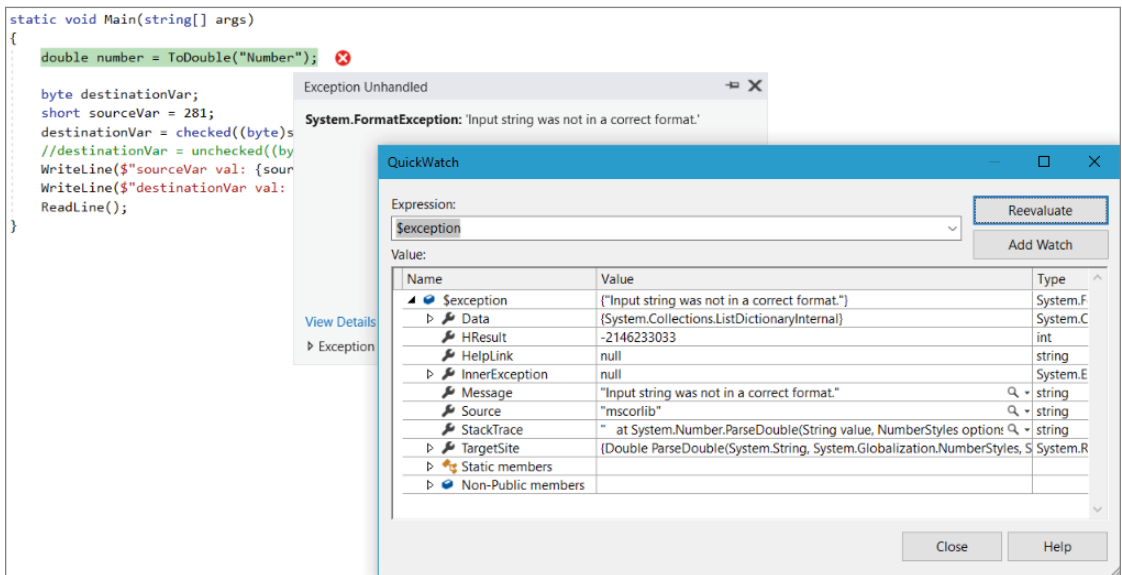 static void Main(string[] args)
{
double number = ToDouble("Number");
byte destinationVar;
short sourceVar = 281;
destinationVar = checked((byte)s
//destinationVar = unchecked((by
WriteLine($"sourceVar val: {sour
WriteLine($"destinationVar val:
ReadLine();
}
Exception Unhandled
System.FormatException: 'Input string was not in a correct format.'
View Details
Exception
QuickWatch
Expression:
$exception
Reevaluate
Add Watch
Value:
Name Value Type
$exception {"Input string was not in a correct format."} System.F
Data {System.Collections.ListDictionaryInternal} System.C
HResult -2146233033 int
HelpLink null string
InnerException null System.E
Message "Input string was not in a correct format." string
Source "mscorlib" string
StackTrace " at System.Number.ParseDouble(String value, NumberStyles options string
TargetSite {Double ParseDouble(System.String, System.Globalization.NumberStyles, S System.R
Static members
Non-Public members
Close Help